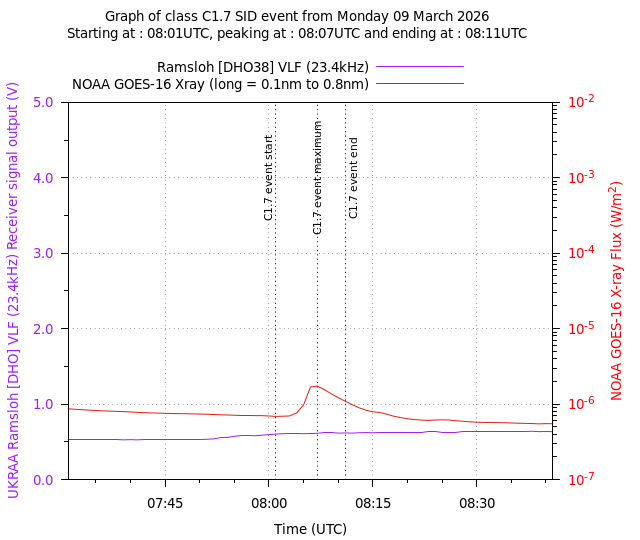 Graph of class C1.7 SID event from Monday 09 March 2026
Starting at : 08:01UTC, peaking at : 08:07UTC and ending at : 08:11UTC
Ramsloh [DHO38] VLF (23.4kHz)
NOAA GOES-16 Xray (long = 0.1nm to 0.8nm)
UKRAA Ramsloh [DHO] VLF (23.4kHz) Receiver signal output (V)
5.0
4.0
3.0
2.0
1.0
0.0
C1.7 event start
C1.7 event maximum
C1.7 event end
10-2
10-3
10-4
10-5
10-6
10-7
NOAA GOES-16 X-ray Flux (W/m2)
07:45 08:00 08:15 08:30
Time (UTC)